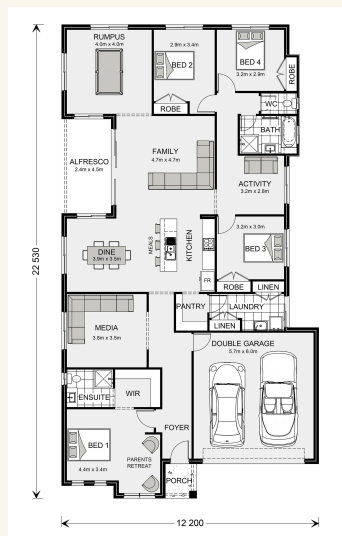 RUMPUS
4.0m x 4.0m
2.9m x 3.4m
BED 2
BED 4
3.2m x 2.9m
ROBE
ROBE
WC
BATH
FAMILY
4.7m x 4.7m
ALFRESCO
2.4m x 4.5m
ACTIVITY
3.2m x 2.8m
3.2m x 3.0m
BED 3
MEALS
KITCHEN
DINE
3.9m x 3.5m
FR
ROBE
LINEN
PANTRY
LAUNDRY
LINEN
MEDIA
3.8m x 3.5m
DOUBLE GARAGE
5.7m x 6.0m
ENSUITE
WIR
FOYER
BED 1
4.4m x 3.4m
PARENTS
RETREAT
PORCH
22 530
12 200